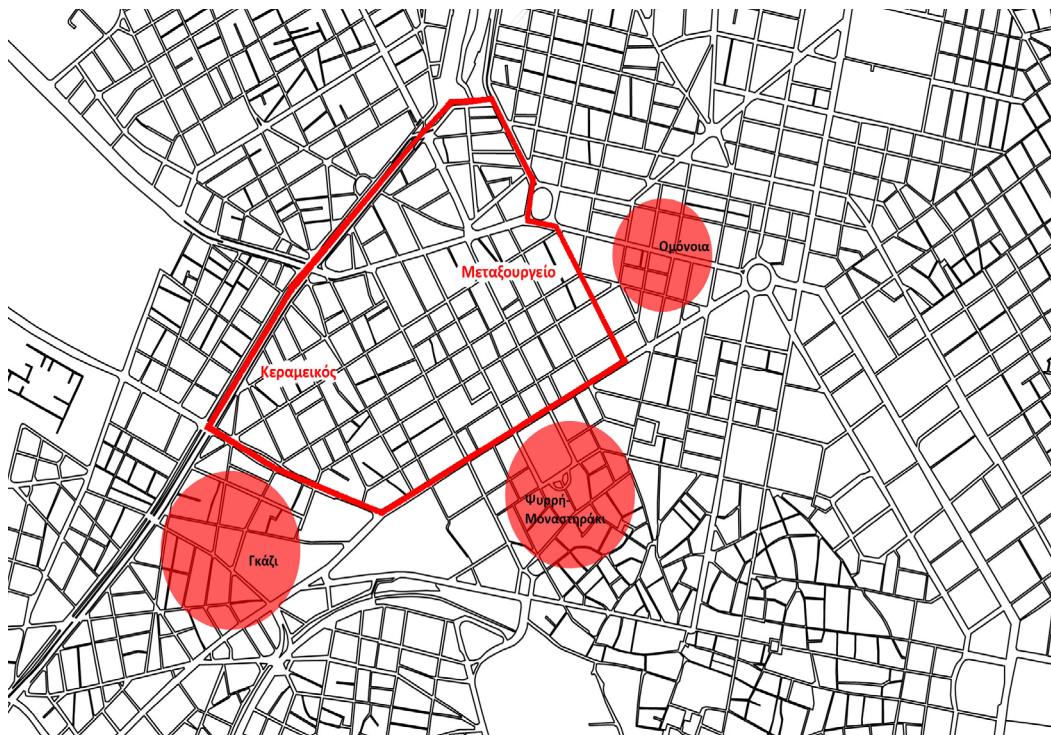 Ομόνοια
Μεταξουργείο
Κεραμεικός
Ψυρρή-
Μοναστηράκι
Γκάζι